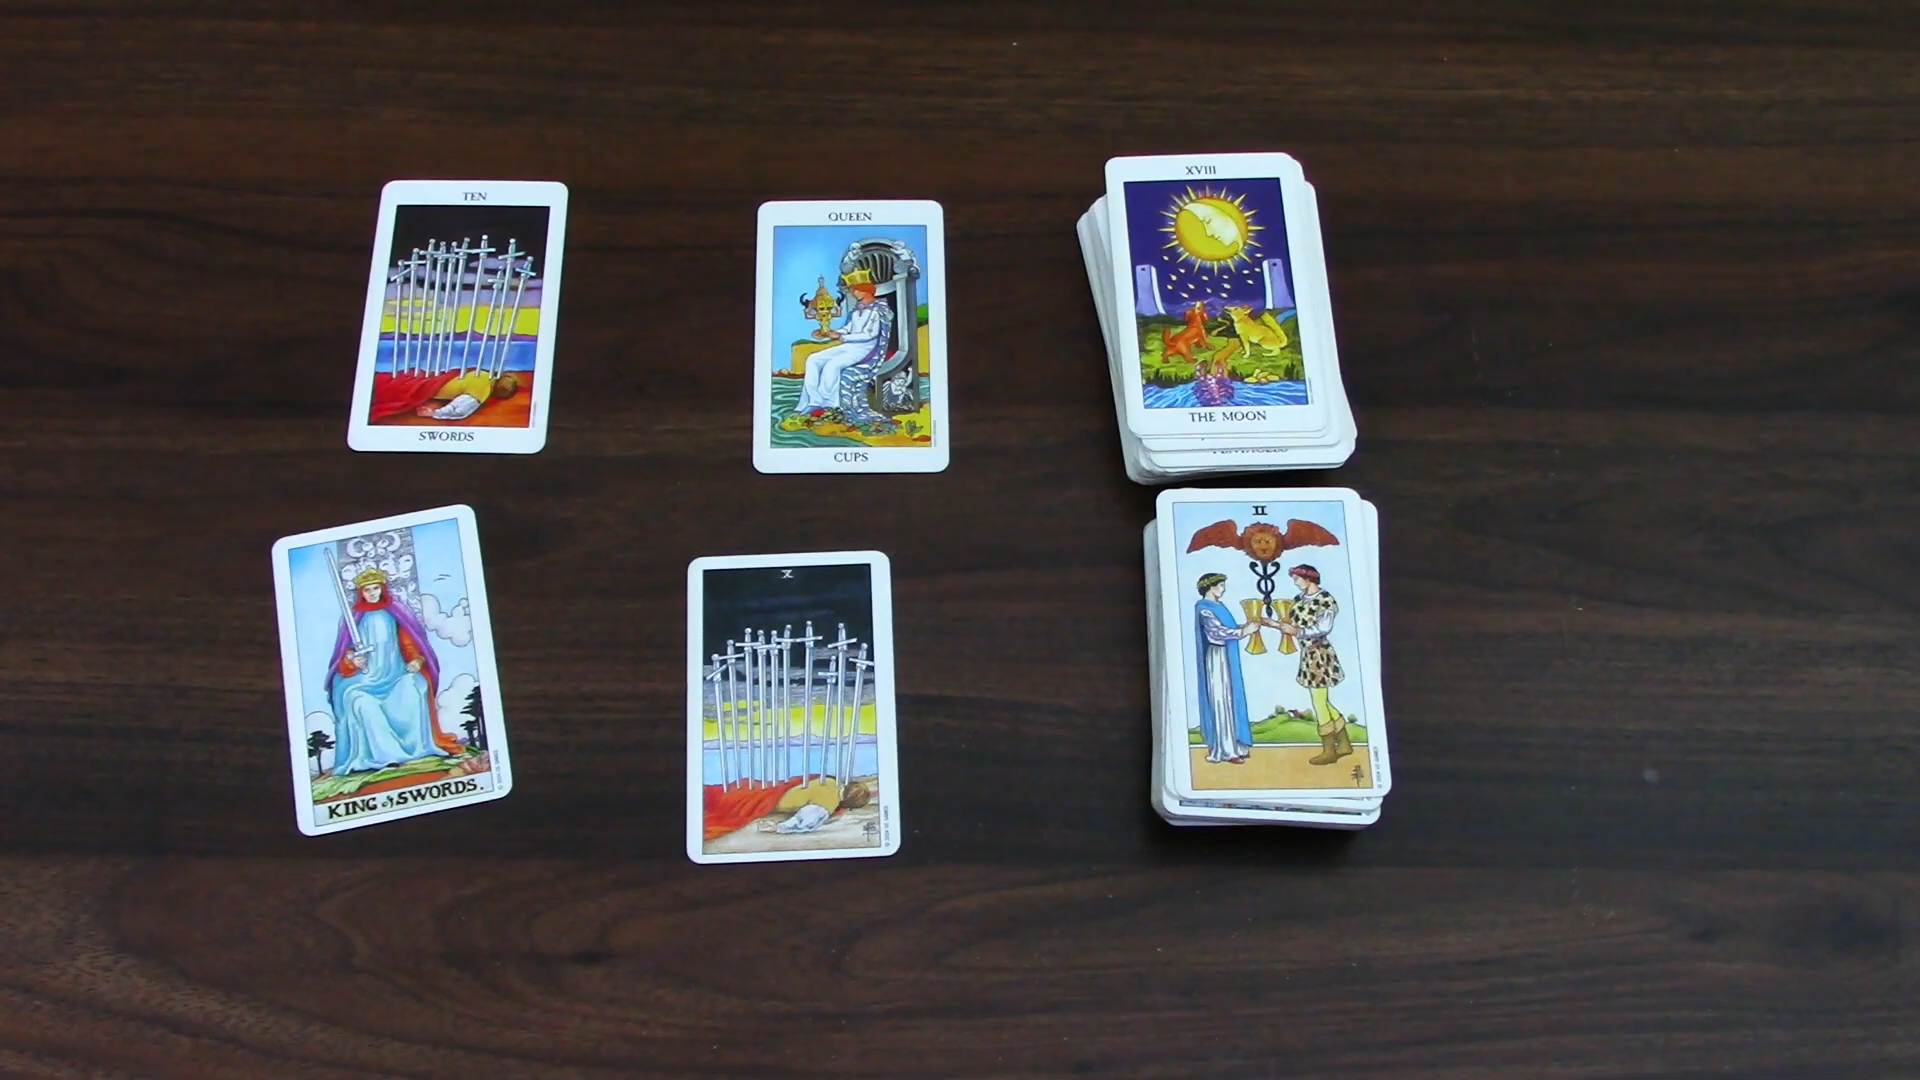 TEN
SWORDS
QUEEN
CUPS
XVIII
THE MOON
KING of SWORDS.
X
II